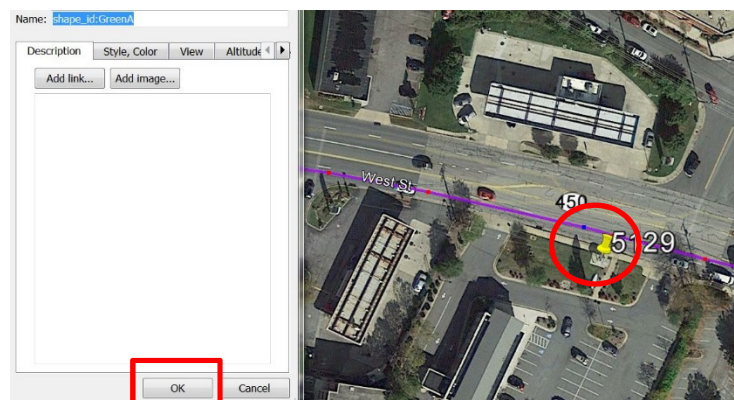 Name: shape_id:GreenA
Description Style, Color View Altitude
Add link... Add image...
OK Cancel
West St
450
5129